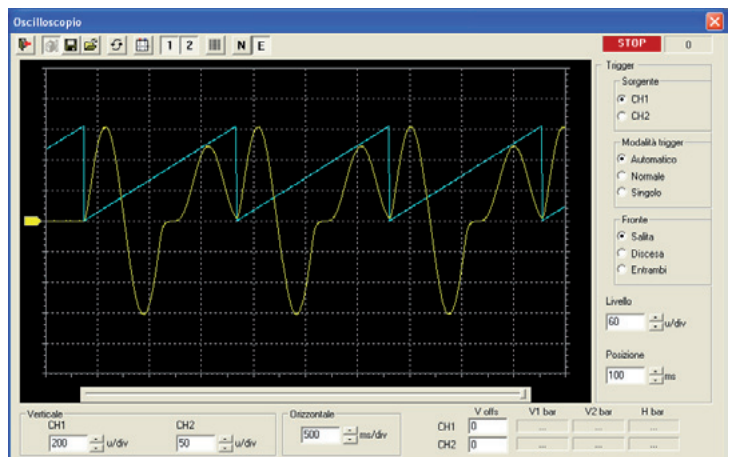 Oscilloscopio
1 2 N E STOP 0
Trigger
Sorgente
CH1
CH2
Modalità trigger
Automatico
Normale
Singolo
Fronte
Salita
Discesa
Entrambi
Livello
60 u/div
Posizione
100 ms
Verticale
CH1 CH2
200 u/div 50 u/div
Orizzontale
500 ms/div
V offs V1 bar V2 bar H bar
CH1 0 ... ... ...
CH2 0 ... ... ...